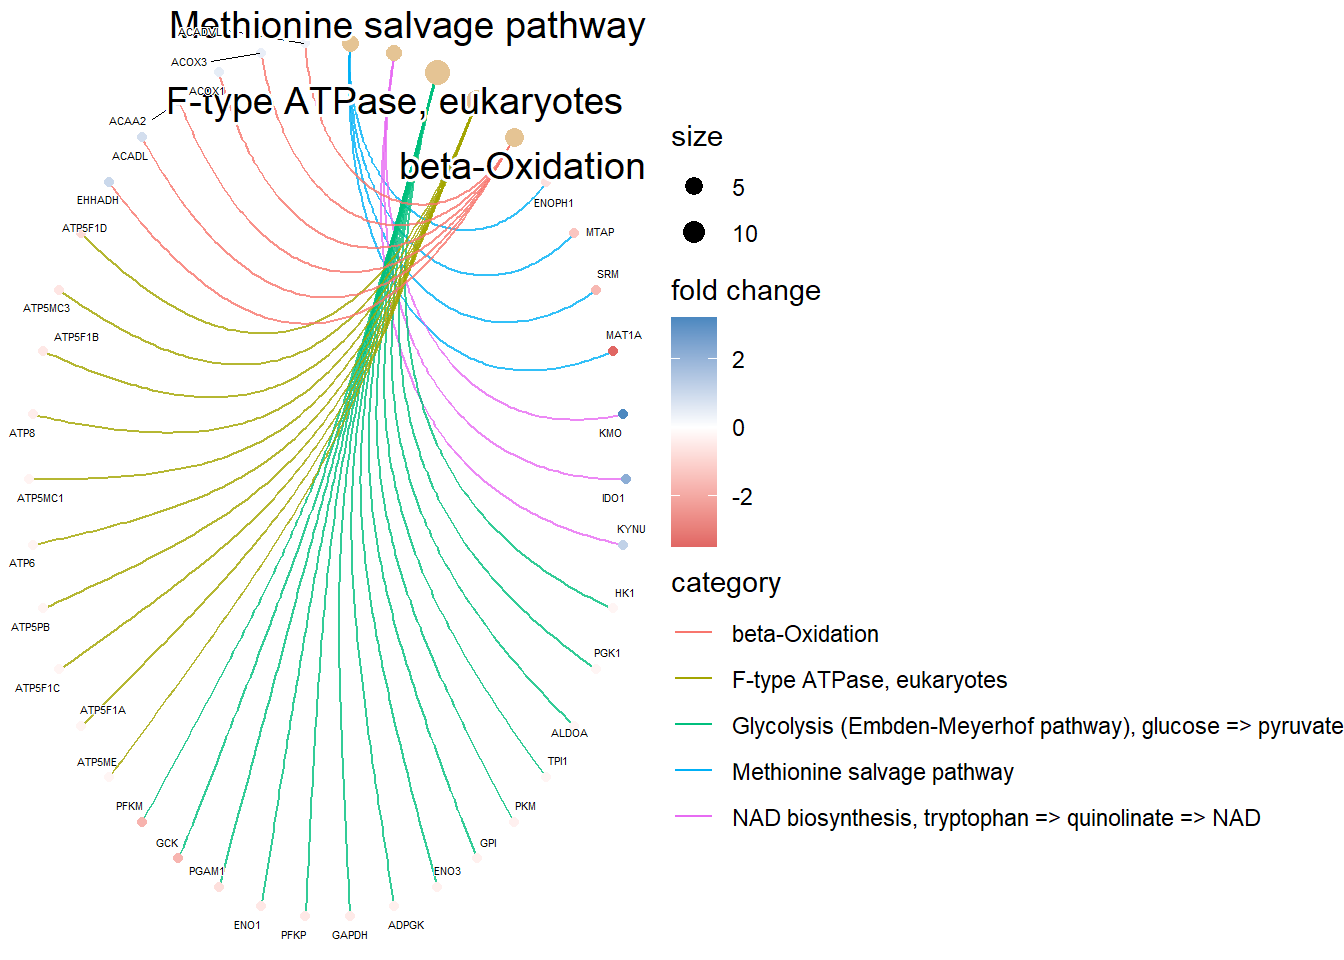 Methionine salvage pathway
ACADVL
ACOX3
ACOX1
F-type ATPase, eukaryotes
ACAA2
ACADL
beta-Oxidation
EHHADH
ENOPH1
ATP5F1D
MTAP
SRM
ATP5MC3
ATP5F1B
MAT1A
ATP8
KMO
ATP5MC1
IDO1
KYNU
ATP6
HK1
ATP5PB
PGK1
ATP5F1C
ATP5F1A
ALDOA
ATP5ME
TPI1
PFKM
PKM
GCK
GPI
PGAM1
ENO3
ENO1
PFKP
GAPDH
ADPGK
size
5
10
fold change
2
0
-2
category
beta-Oxidation
F-type ATPase, eukaryotes
Glycolysis (Embden-Meyerhof pathway), glucose => pyruvate
Methionine salvage pathway
NAD biosynthesis, tryptophan => quinolinate => NAD